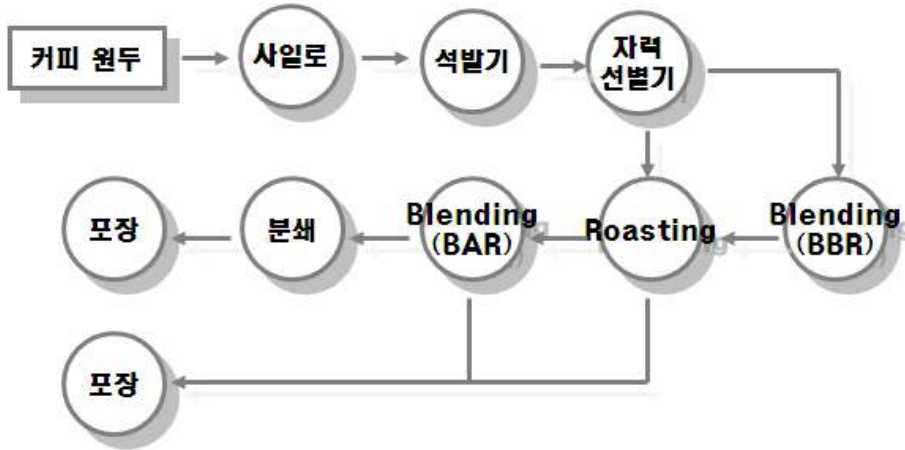 커피 원두
사일로
석발기
자력
선별기
포장
분쇄
Blending
(BAR)
Roasting
Blending
(BBR)
포장